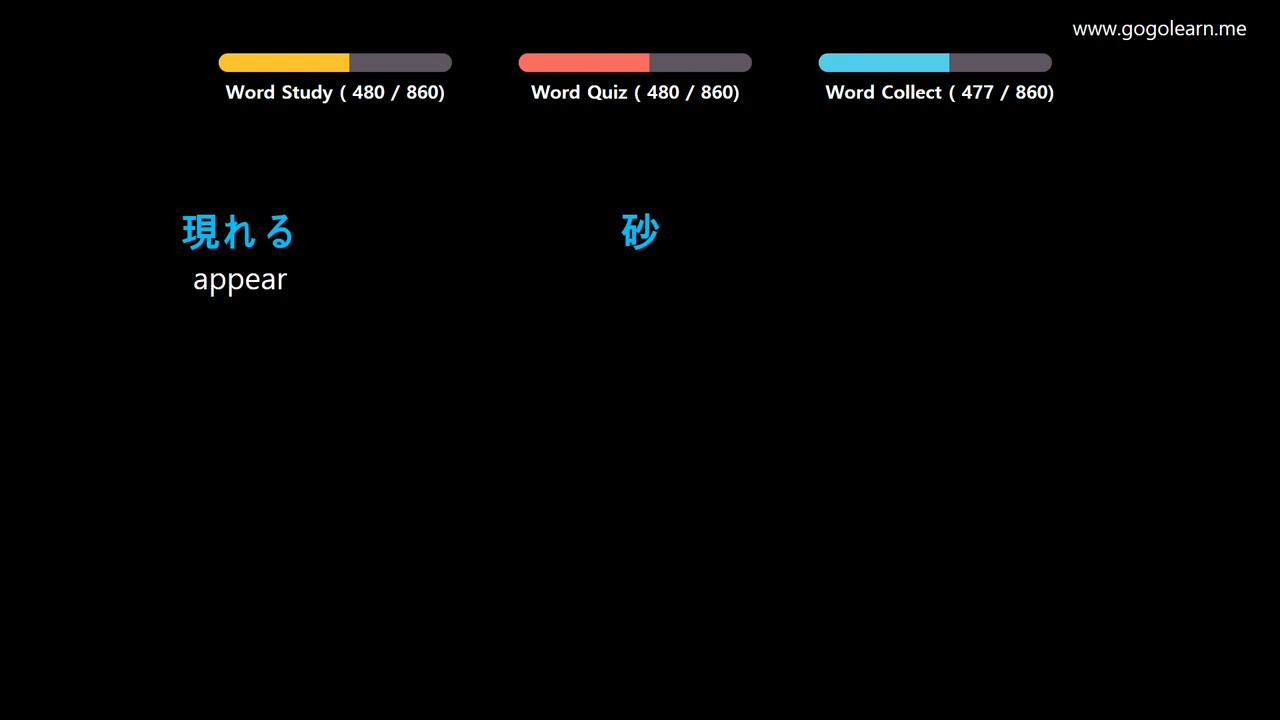 www.gogolearn.me
Word Study ( 480 / 860)
Word Quiz ( 480 / 860)
Word Collect ( 477 / 860)
現れる
appear
砂